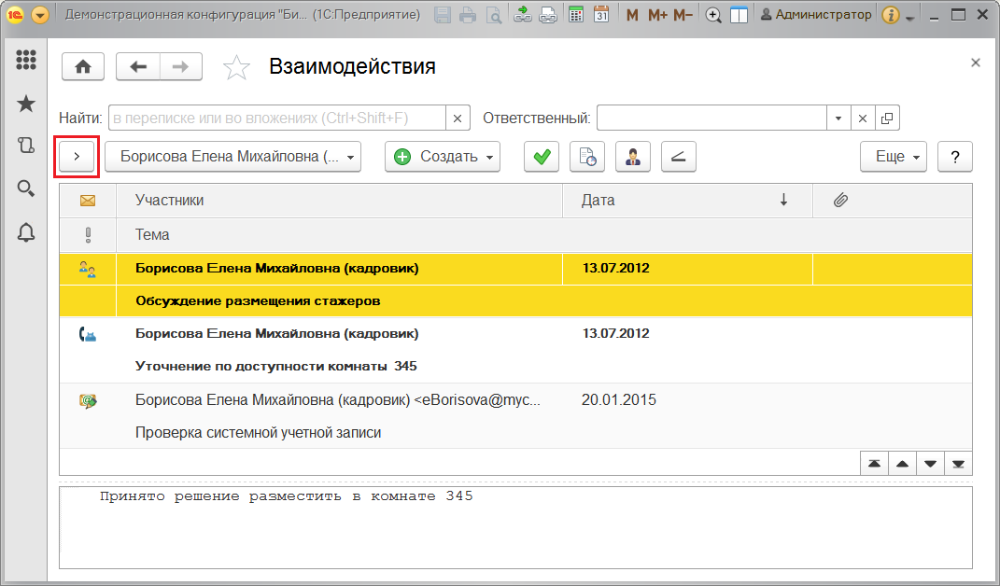 1С Демонстрационная конфигурация "Би... (1С:Предприятие) 31 M M+ M− Администратор i
Взаимодействия
Найти: в переписке или во вложениях (Ctrl+Shift+F) Ответственный:
Борисова Елена Михайловна (... Создать Еще ?
Участники Дата
Тема
Борисова Елена Михайловна (кадровик) 13.07.2012
Обсуждение размещения стажеров
Борисова Елена Михайловна (кадровик) 13.07.2012
Уточнение по доступности комнаты 345
Борисова Елена Михайловна (кадровик) <eBorisova@myc... 20.01.2015
Проверка системной учетной записи
Принято решение разместить в комнате 345